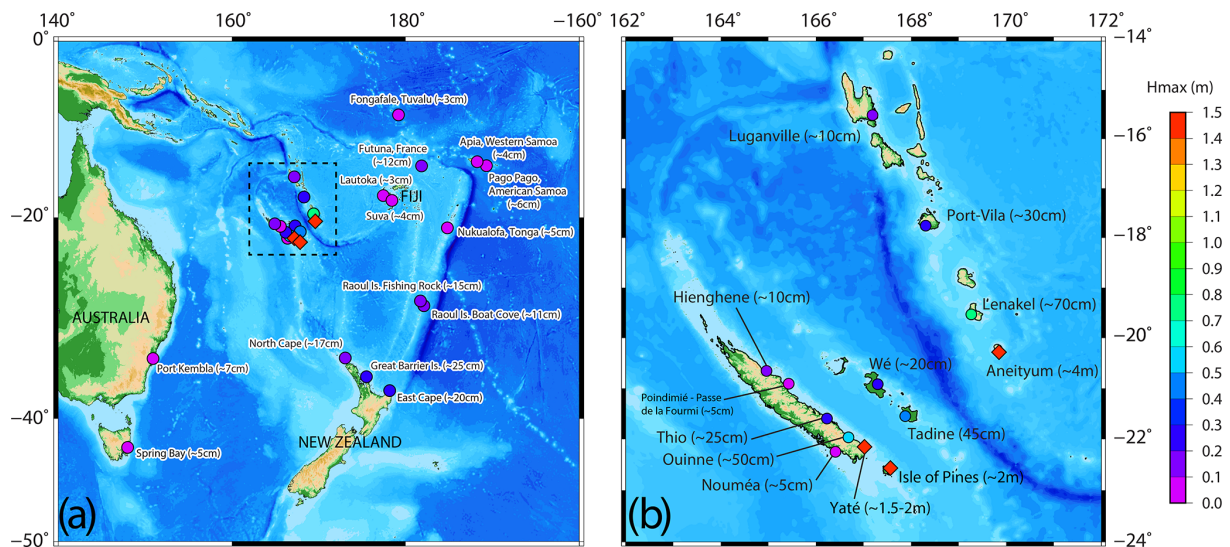 140˚
160˚
180˚
−160˚
0˚
−20˚
−40˚
−50˚
Fongafale, Tuvalu (~3cm)
Futuna, France
(~12cm)
Apia, Western Samoa
(~4cm)
Lautoka (~3cm)
FIJI
Pago Pago,
American Samoa
(~6cm)
Suva (~4cm)
Nukualofa, Tonga (~5cm)
Raoul Is. Fishing Rock (~15cm)
Raoul Is. Boat Cove (~11cm)
AUSTRALIA
North Cape (~17cm)
Port Kembla (~7cm)
Great Barrier Is. (~25 cm)
East Cape (~20cm)
NEW ZEALAND
Spring Bay (~5cm)
(a)
162˚
164˚
166˚
168˚
170˚
172˚
−14˚
−16˚
−18˚
−20˚
−22˚
−24˚
Luganville (~10cm)
Port-Vila (~30cm)
Hienghene (~10cm)
L'enakel (~70cm)
Wé (~20cm)
Aneityum (~4m)
Poindimié - Passe
de la Fourmi (~5cm)
Thio (~25cm)
Tadine (45cm)
Ouinne (~50cm)
Nouméa (~5cm)
Isle of Pines (~2m)
Yaté (~1.5-2m)
(b)
Hmax (m)
1.5
1.4
1.3
1.2
1.1
1.0
0.9
0.8
0.7
0.6
0.5
0.4
0.3
0.2
0.1
0.0